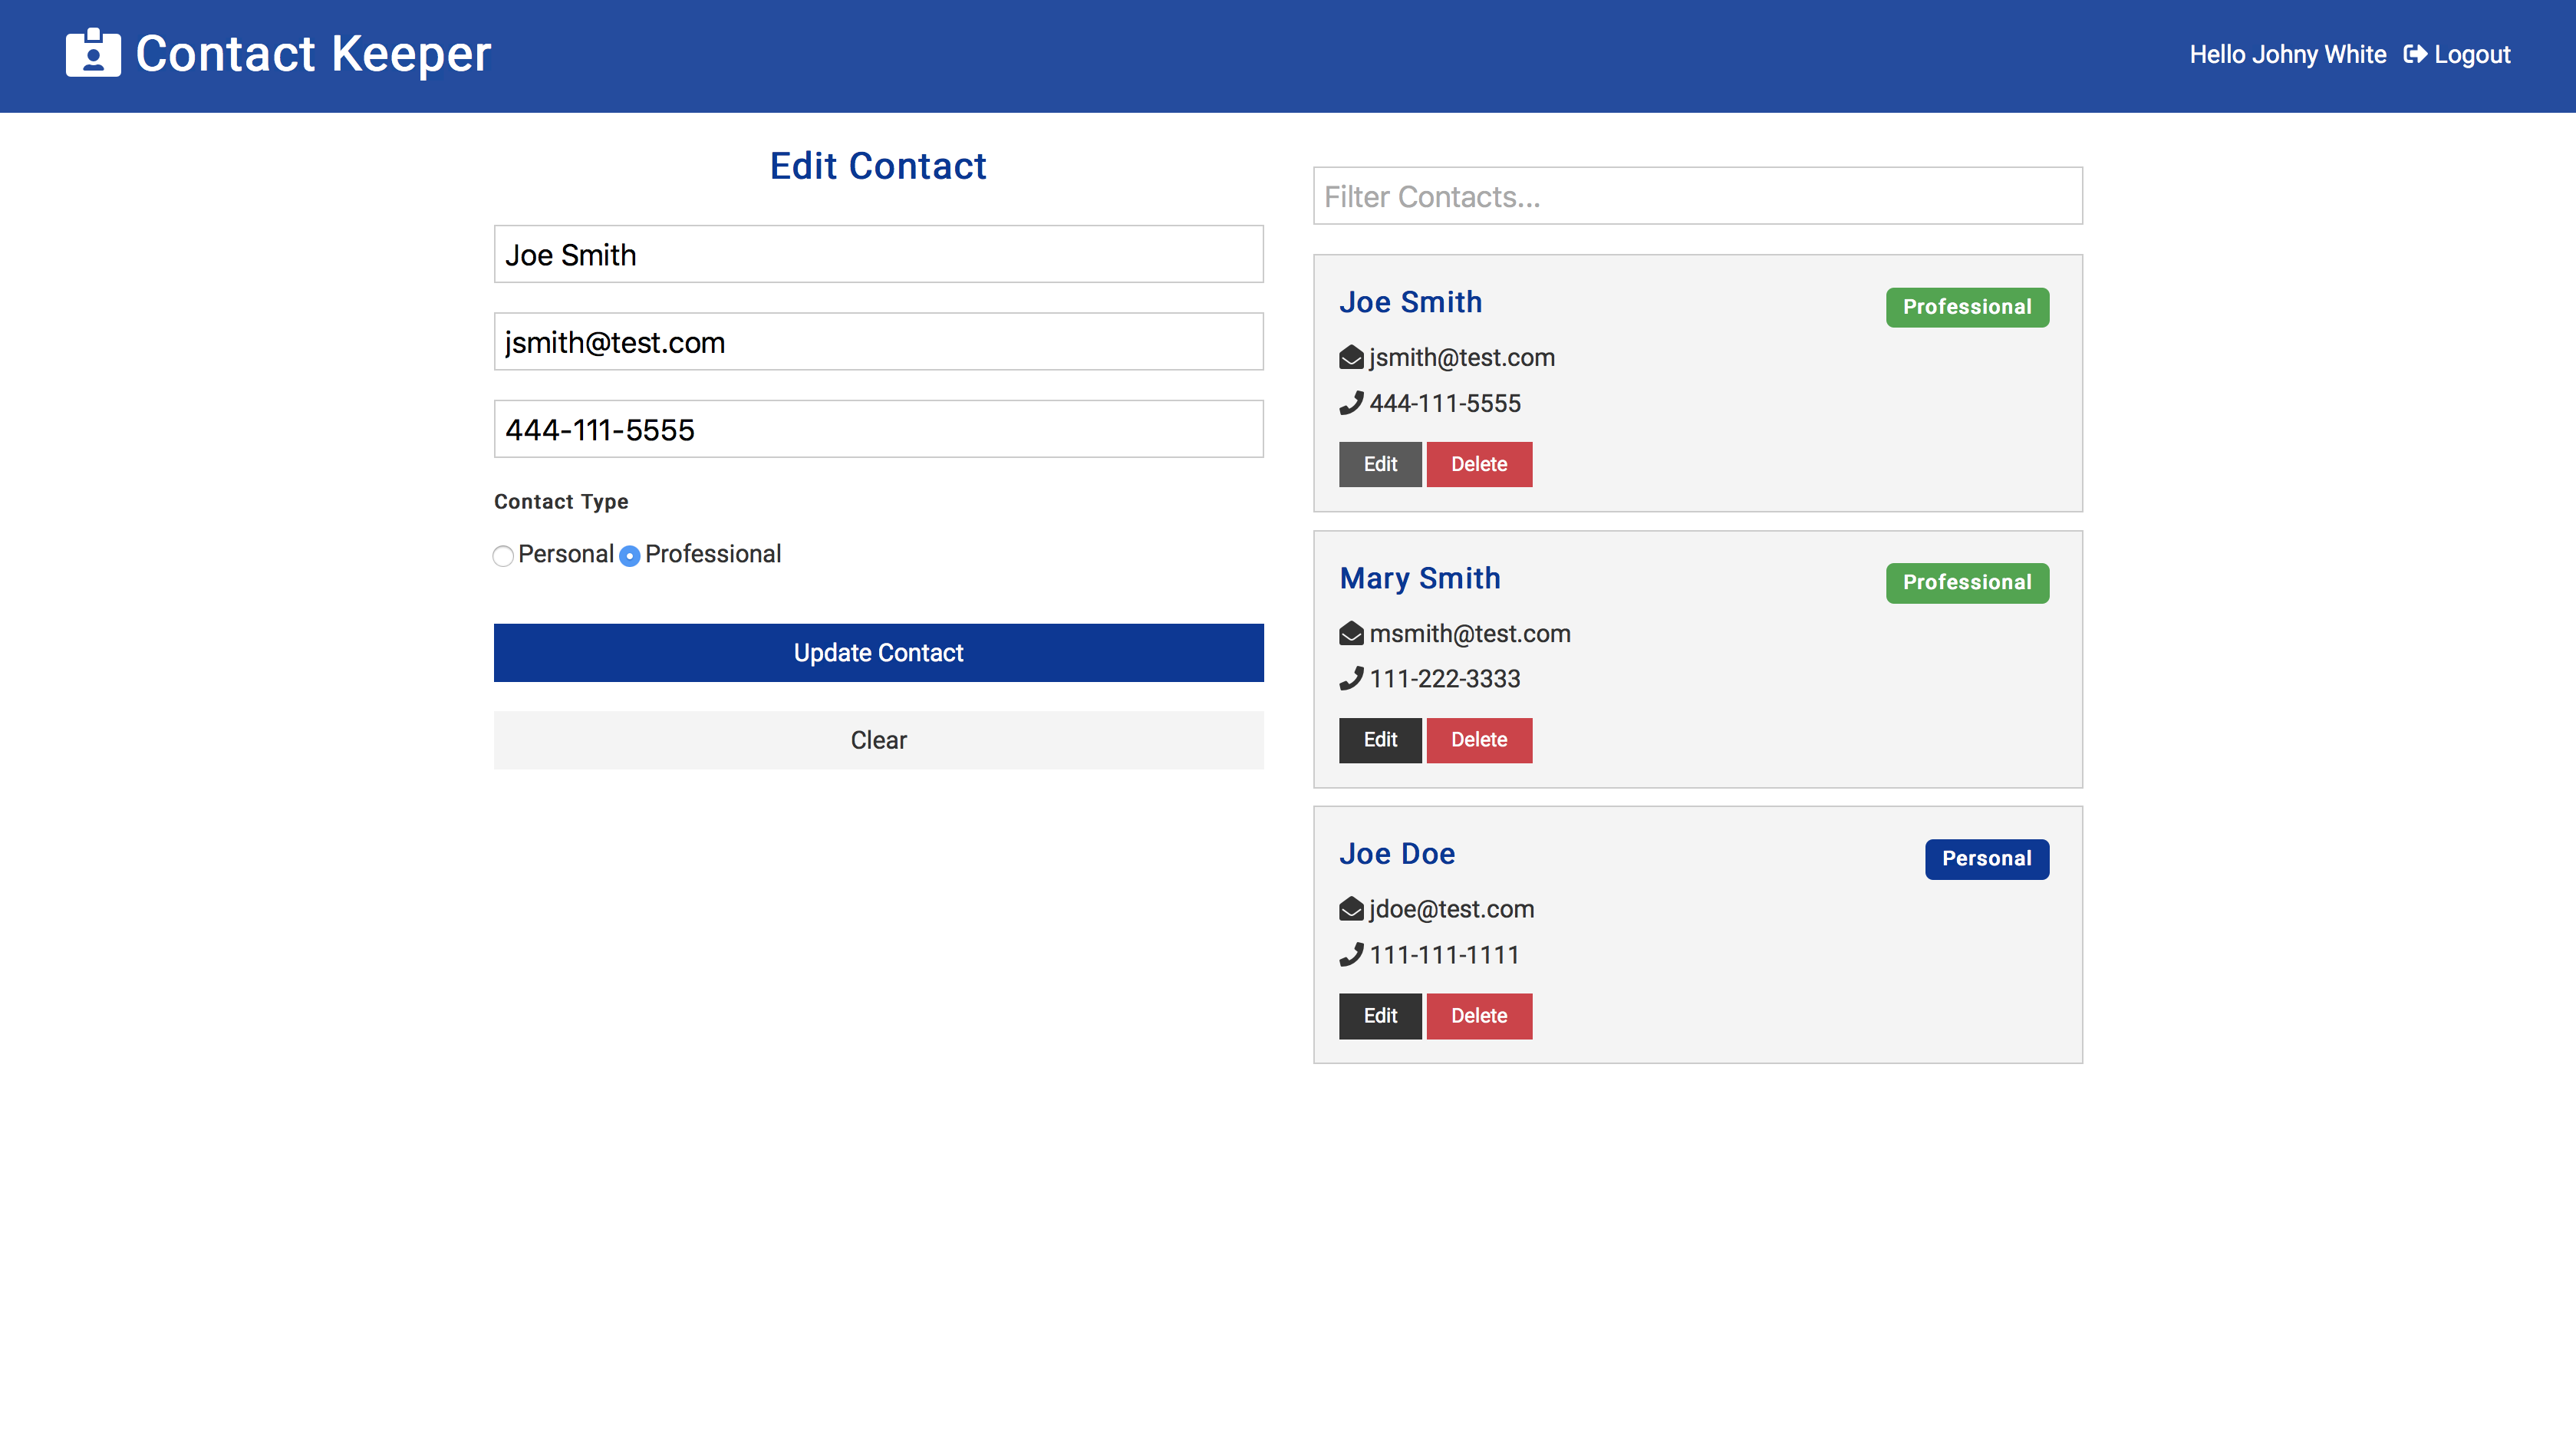 Contact Keeper
Hello Johny White Logout
Edit Contact
Joe Smith
jsmith@test.com
444-111-5555
Contact Type
Personal Professional
Update Contact
Clear
Filter Contacts...
Joe Smith Professional
jsmith@test.com
444-111-5555
Edit Delete
Mary Smith Professional
msmith@test.com
111-222-3333
Edit Delete
Joe Doe Personal
jdoe@test.com
111-111-1111
Edit Delete